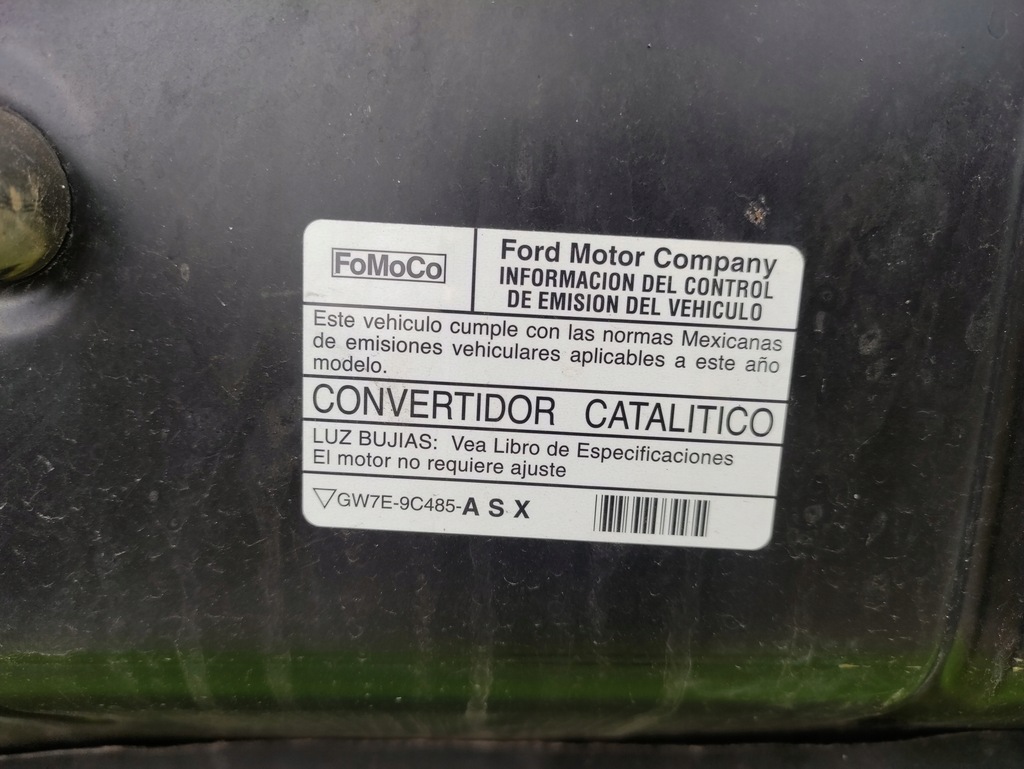 FoMoCo
Ford Motor Company
INFORMACION DEL CONTROL
DE EMISION DEL VEHICULO
Este vehiculo cumple con las normas Mexicanas
de emisiones vehiculares aplicables a este año
modelo.
CONVERTIDOR CATALITICO
LUZ BUJIAS: Vea Libro de Especificaciones
El motor no requiere ajuste
▽GW7E-9C485-A S X